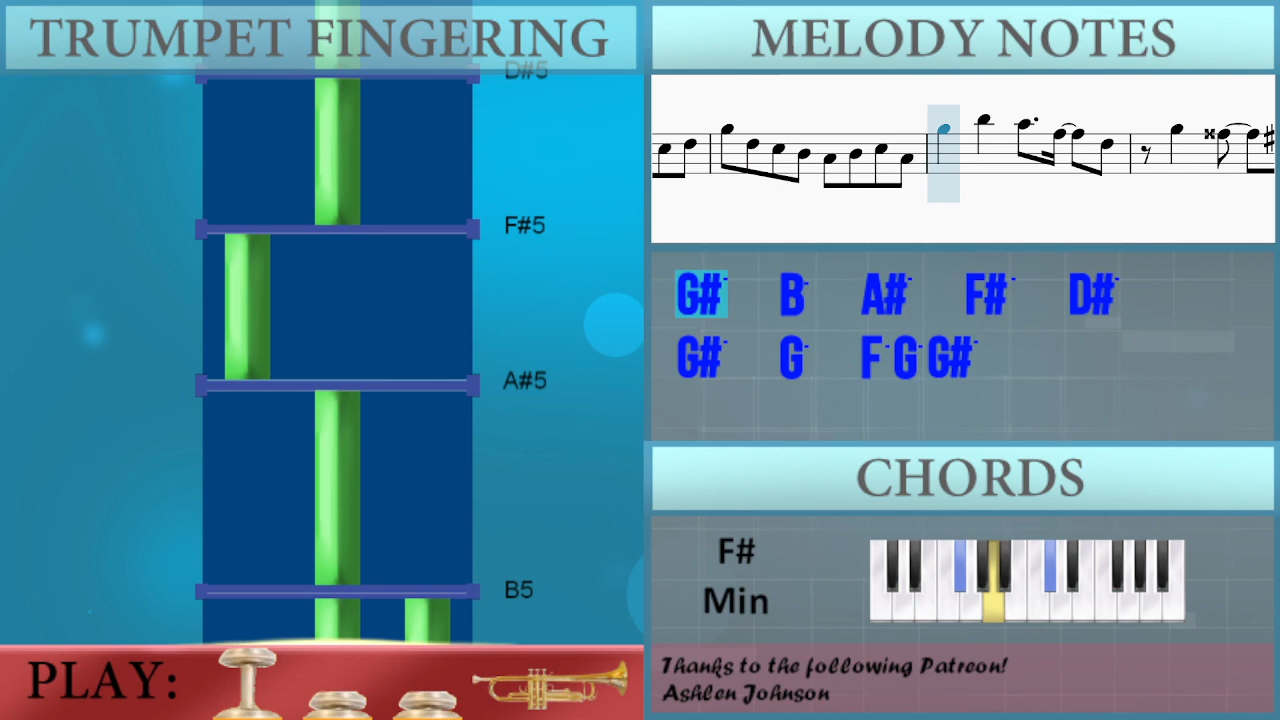 TRUMPET FINGERING
D#5
F#5
A#5
B5
PLAY:
MELODY NOTES
G#- B- A#- F#- D#-
G#- G- F- G- G#-
CHORDS
F#
Min
Thanks to the following Patreon!
Ashlen Johnson